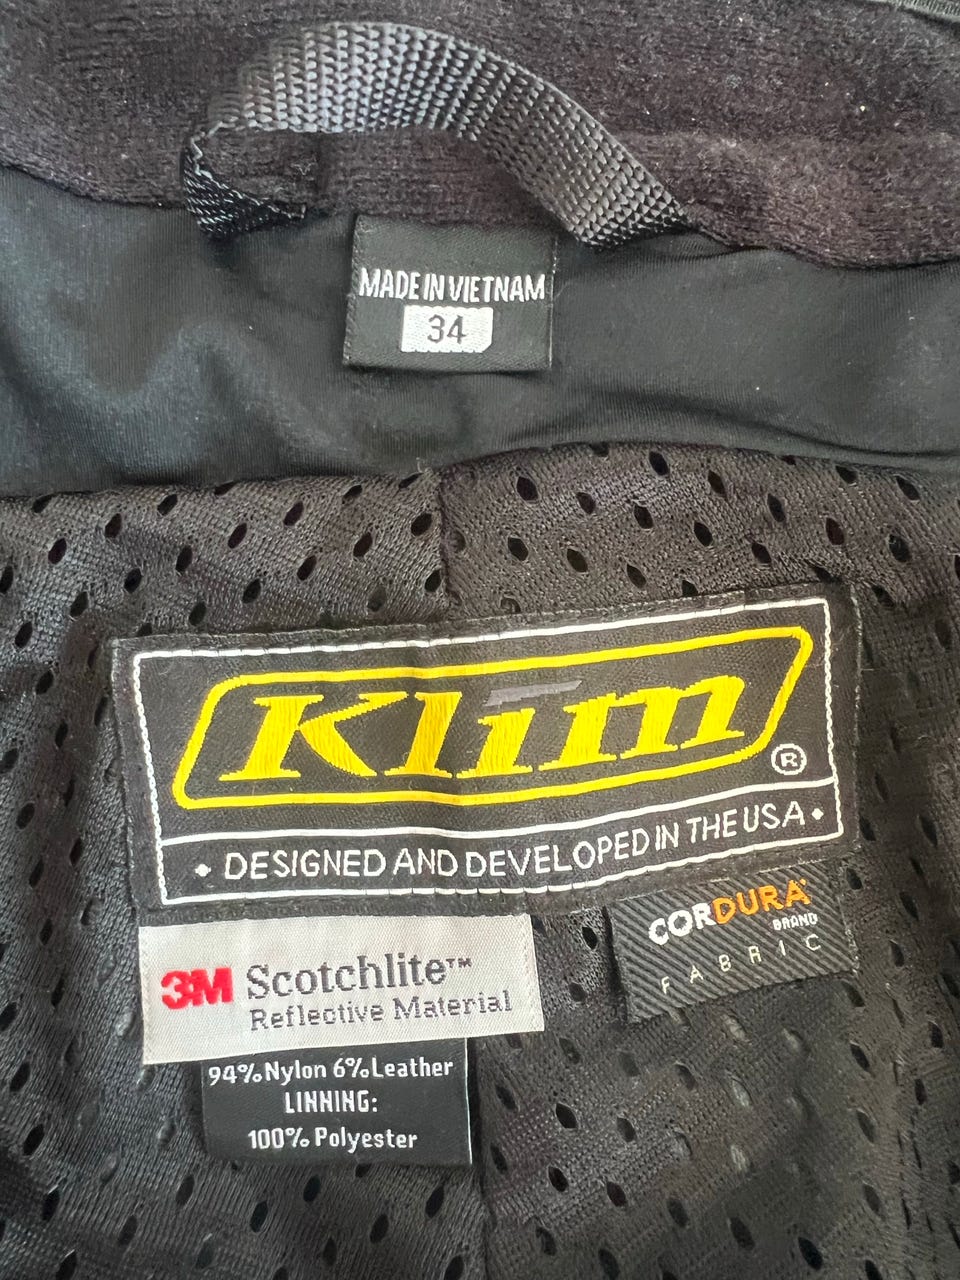 MADE IN VIETNAM
34
Klim ®
• DESIGNED AND DEVELOPED IN THE USA •
CORDURA®
BRAND
FABRIC
3M Scotchlite™
Reflective Material
94% Nylon 6% Leather
LINNING:
100% Polyester